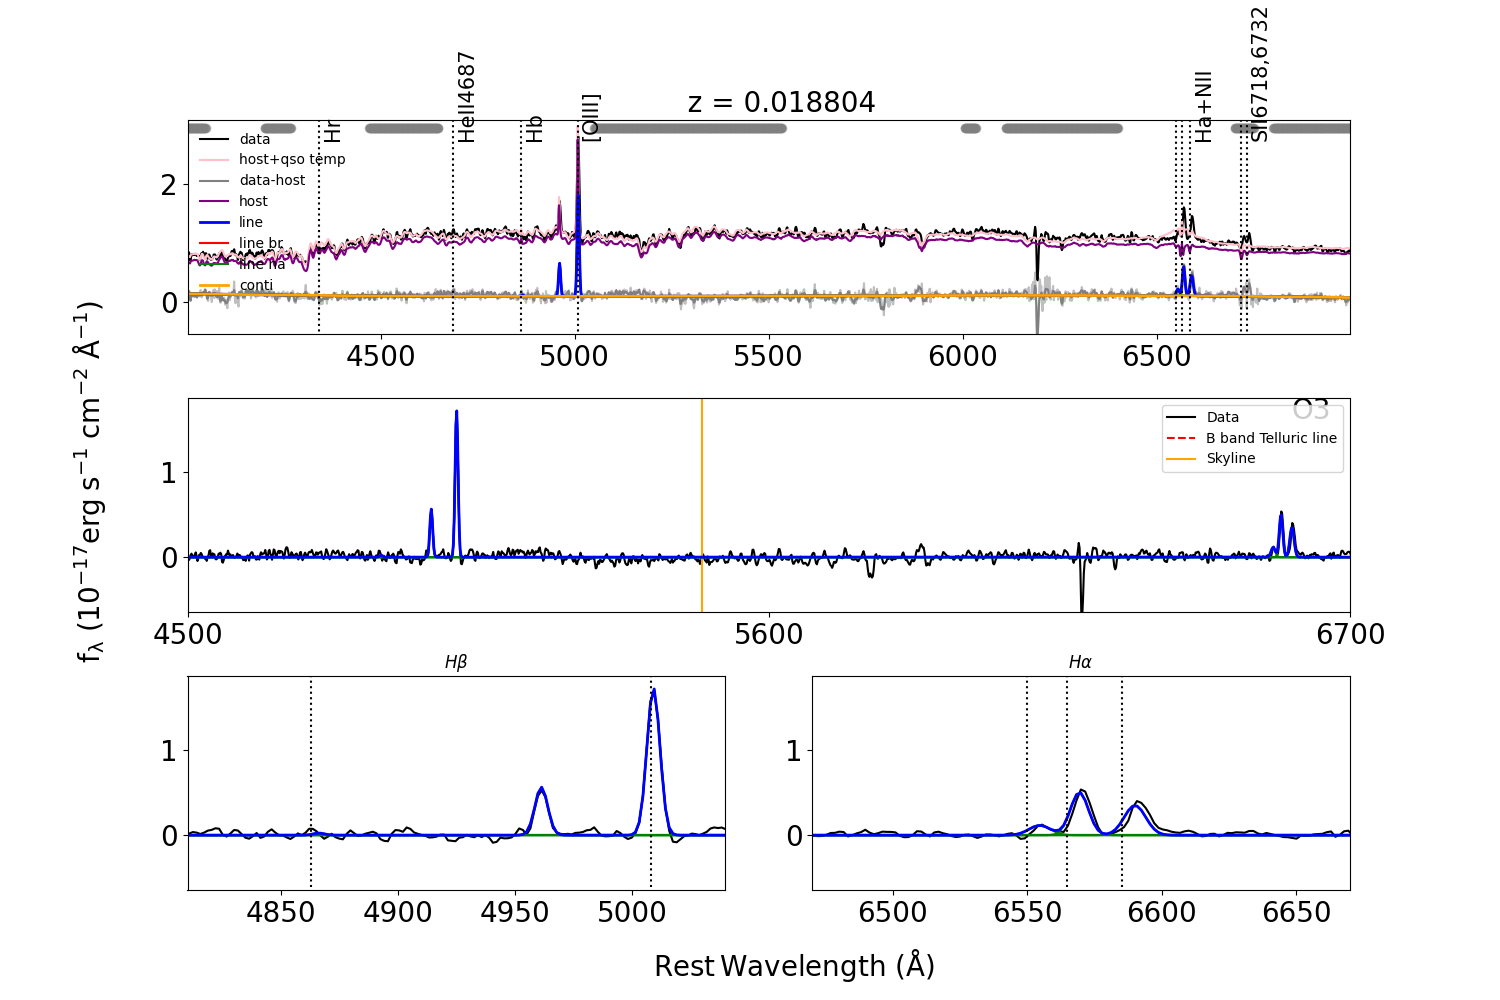 z = 0.018804
Hr
HeII4687
Hb
[OIII]
Ha+NII
SII6718,6732
data
host+qso temp
data-host
host
line
line br
line na
conti
2
0
4500
5000
5500
6000
6500
O3
Data
B band Telluric line
Skyline
1
0
4500
5600
6700
f_λ (10⁻¹⁷erg s⁻¹ cm⁻² Å⁻¹)
Hβ
1
0
4850
4900
4950
5000
Hα
1
0
6500
6550
6600
6650
Rest Wavelength (Å)